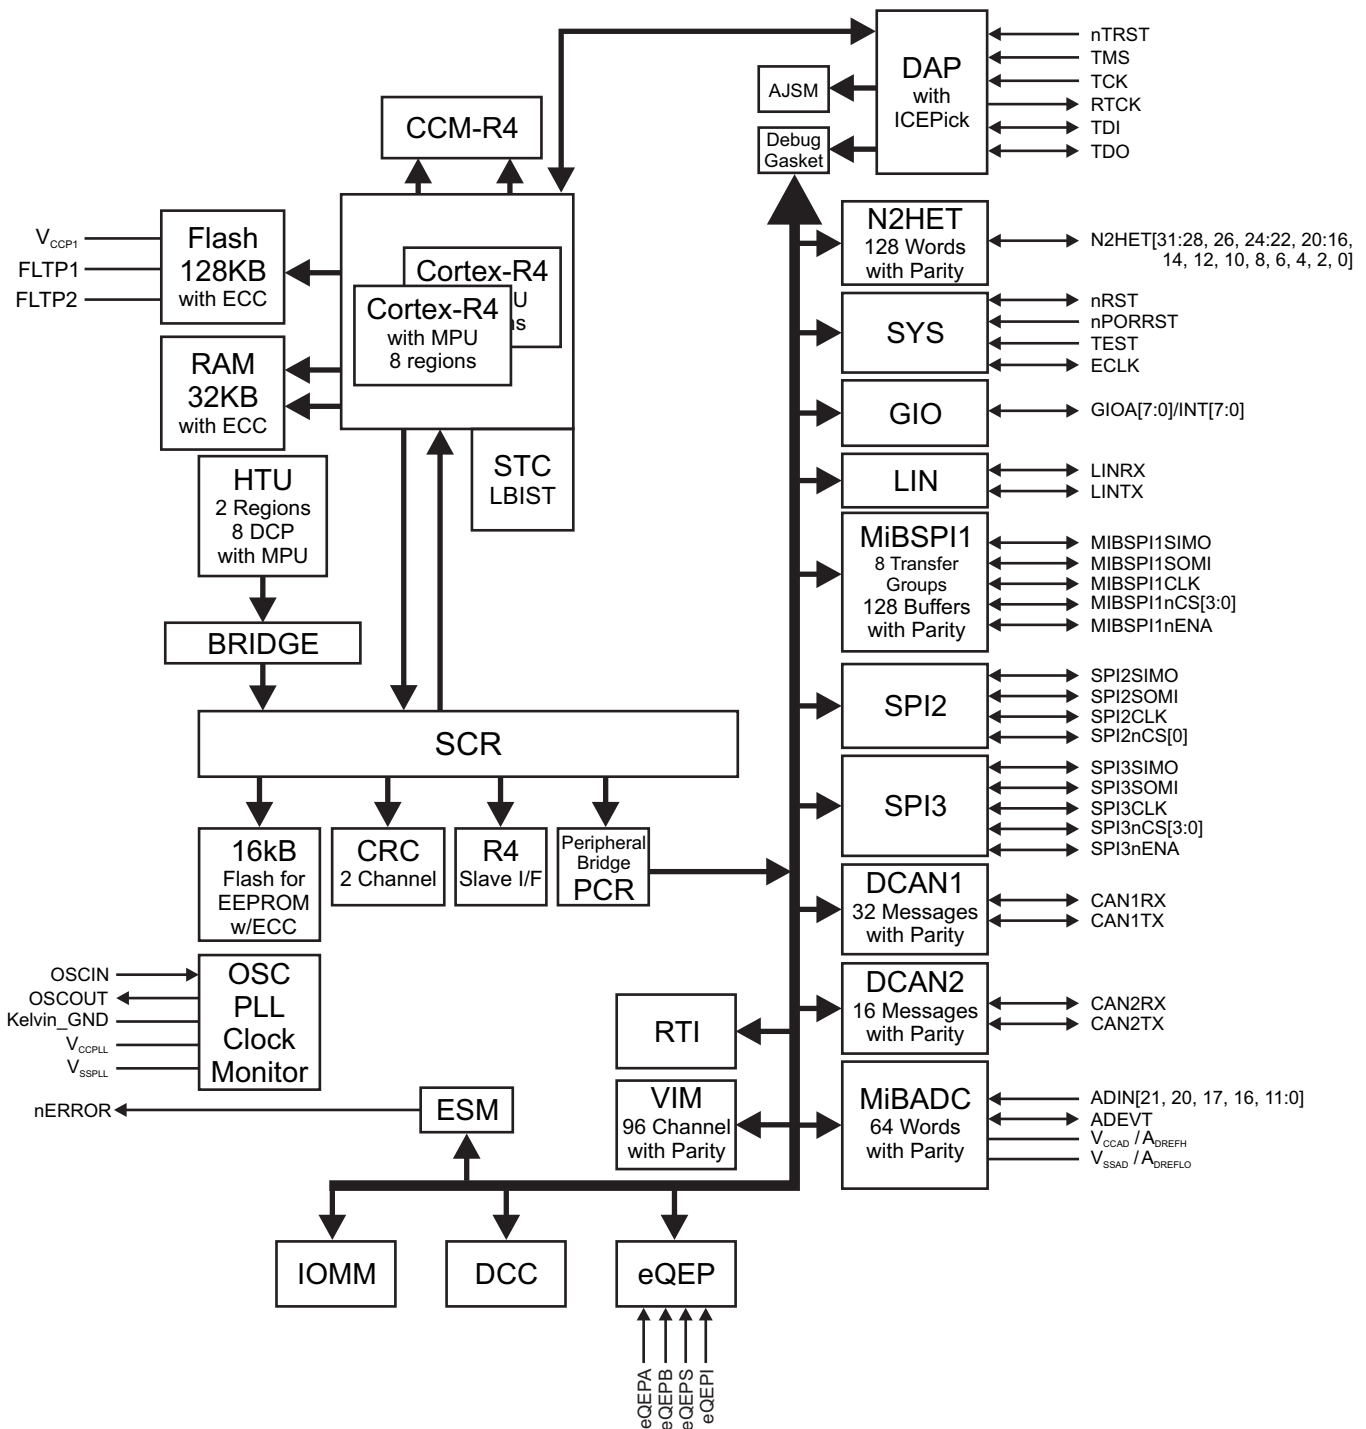 nTRST
TMS
TCK
RTCK
TDI
TDO
DAP
with
ICEPick
AJSM
Debug
Gasket
CCM-R4
V CCP1
FLTP1
FLTP2
Flash
128KB
with ECC
Cortex-R4
U
ns
Cortex-R4
with MPU
8 regions
RAM
32KB
with ECC
STC
LBIST
HTU
2 Regions
8 DCP
with MPU
BRIDGE
SCR
16kB
Flash for
EEPROM
w/ECC
CRC
2 Channel
R4
Slave I/F
Peripheral
Bridge
PCR
OSCIN
OSCOUT
Kelvin_GND
V CCPLL
V SSPLL
OSC
PLL
Clock
Monitor
nERROR
ESM
RTI
VIM
96 Channel
with Parity
IOMM
DCC
eQEP
eQEPA
eQEPB
eQEPS
eQEPI
N2HET
128 Words
with Parity
N2HET[31:28, 26, 24:22, 20:16,
14, 12, 10, 8, 6, 4, 2, 0]
SYS
nRST
nPORRST
TEST
ECLK
GIO
GIOA[7:0]/INT[7:0]
LIN
LINRX
LINTX
MiBSPI1
8 Transfer
Groups
128 Buffers
with Parity
MIBSPI1SIMO
MIBSPI1SOMI
MIBSPI1CLK
MIBSPI1nCS[3:0]
MIBSPI1nENA
SPI2
SPI2SIMO
SPI2SOMI
SPI2CLK
SPI2nCS[0]
SPI3
SPI3SIMO
SPI3SOMI
SPI3CLK
SPI3nCS[3:0]
SPI3nENA
DCAN1
32 Messages
with Parity
CAN1RX
CAN1TX
DCAN2
16 Messages
with Parity
CAN2RX
CAN2TX
MiBADC
64 Words
with Parity
ADIN[21, 20, 17, 16, 11:0]
ADEVT
V CCAD / A DREFH
V SSAD / A DREFLO